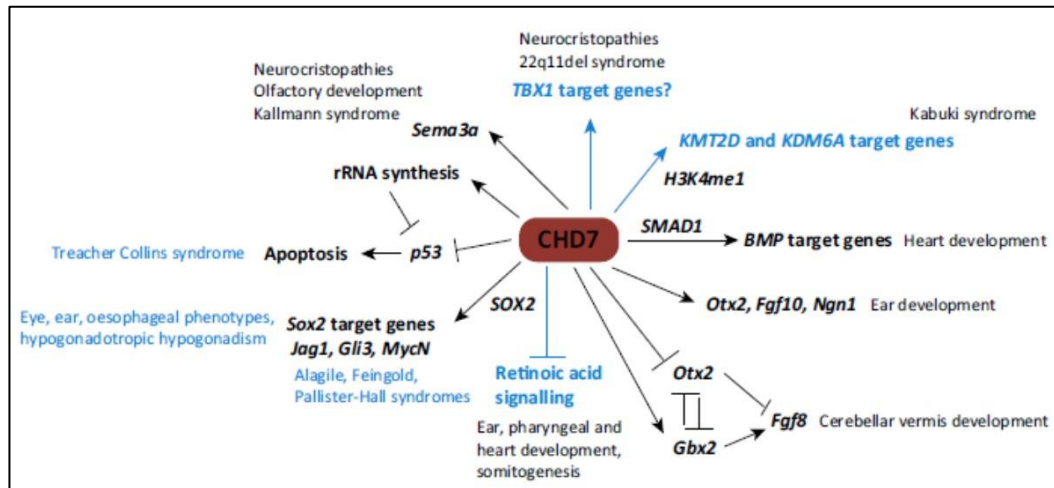 Neurocristopathies
22q11del syndrome
TBX1 target genes?
Neurocristopathies
Olfactory development
Kallmann syndrome
Sema3a
Kabuki syndrome
KMT2D and KDM6A target genes
H3K4me1
rRNA synthesis
CHD7
SMAD1
BMP target genes Heart development
Treacher Collins syndrome Apoptosis p53
SOX2
Otx2, Fgf10, Ngn1 Ear development
Eye, ear, oesophageal phenotypes,
hypogonadotropic hypogonadism
Sox2 target genes
Jag1, Gli3, MycN
Alagile, Feingold,
Pallister-Hall syndromes
Retinoic acid
signalling
Ear, pharyngeal and
heart development,
somitogenesis
Otx2
Gbx2
Fgf8 Cerebellar vermis development